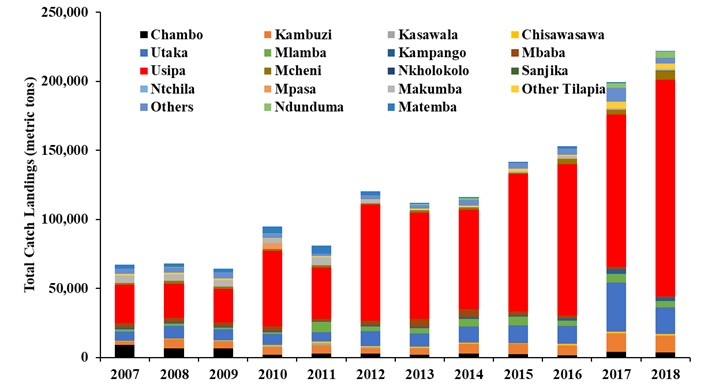 250,000
200,000
150,000
100,000
50,000
0
Total Catch Landings (metric tons)
Chambo Kambuzi Kasawala Chisawasawa
Utaka Mlamba Kampango Mbaba
Usipa Mcheni Nkholokolo Sanjika
Ntchila Mpasa Makumba Other Tilapia
Others Ndunduma Matemba
2007 2008 2009 2010 2011 2012 2013 2014 2015 2016 2017 2018